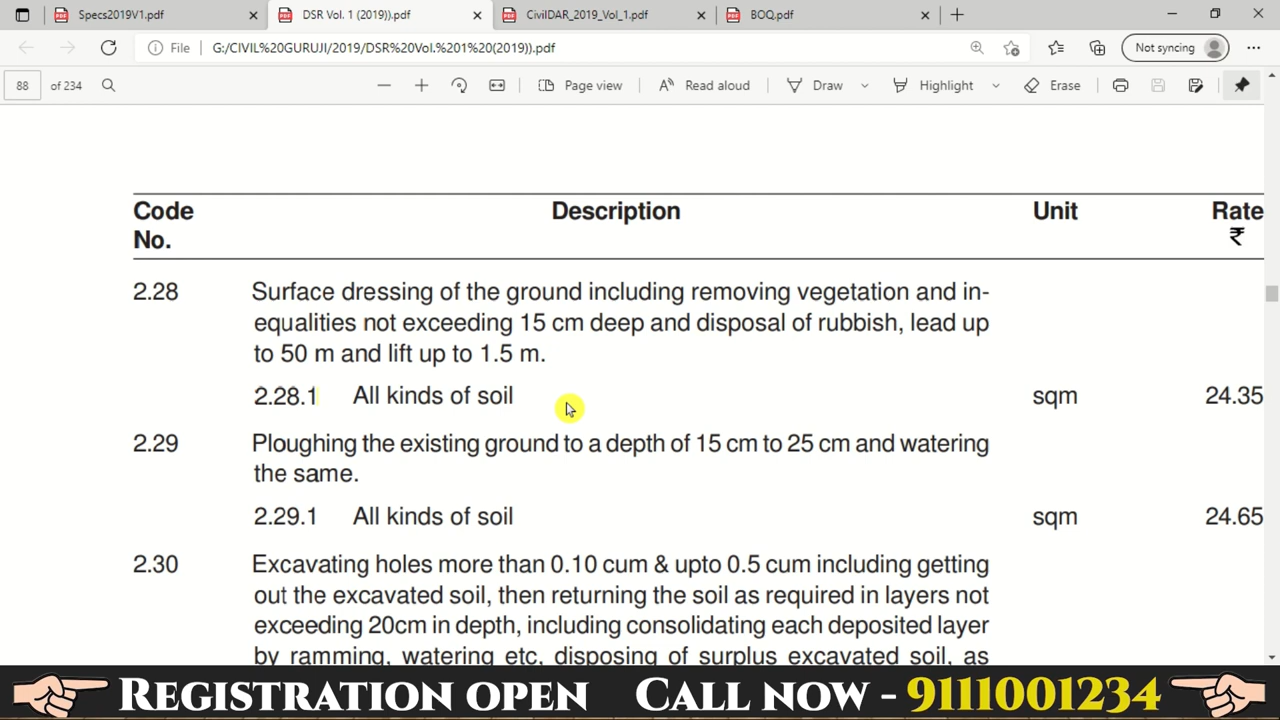 Specs2019V1.pdf
DSR Vol. 1 (2019)).pdf
CivilDAR_2019_Vol_1.pdf
BOQ.pdf
File
G:/CIVIL%20GURUJI/2019/DSR%20Vol.%201%20(2019)).pdf
Not syncing
88 of 234
Page view
Read aloud
Draw
Highlight
Erase
Code No.
Description
Unit
Rate ₹
2.28 Surface dressing of the ground including removing vegetation and in-
equalities not exceeding 15 cm deep and disposal of rubbish, lead up
to 50 m and lift up to 1.5 m.
2.28.1 All kinds of soil sqm 24.35
2.29 Ploughing the existing ground to a depth of 15 cm to 25 cm and watering
the same.
2.29.1 All kinds of soil sqm 24.65
2.30 Excavating holes more than 0.10 cum & upto 0.5 cum including getting
out the excavated soil, then returning the soil as required in layers not
exceeding 20cm in depth, including consolidating each deposited layer
by ramming, watering etc, disposing of surplus excavated soil, as
Registration open Call now - 9111001234